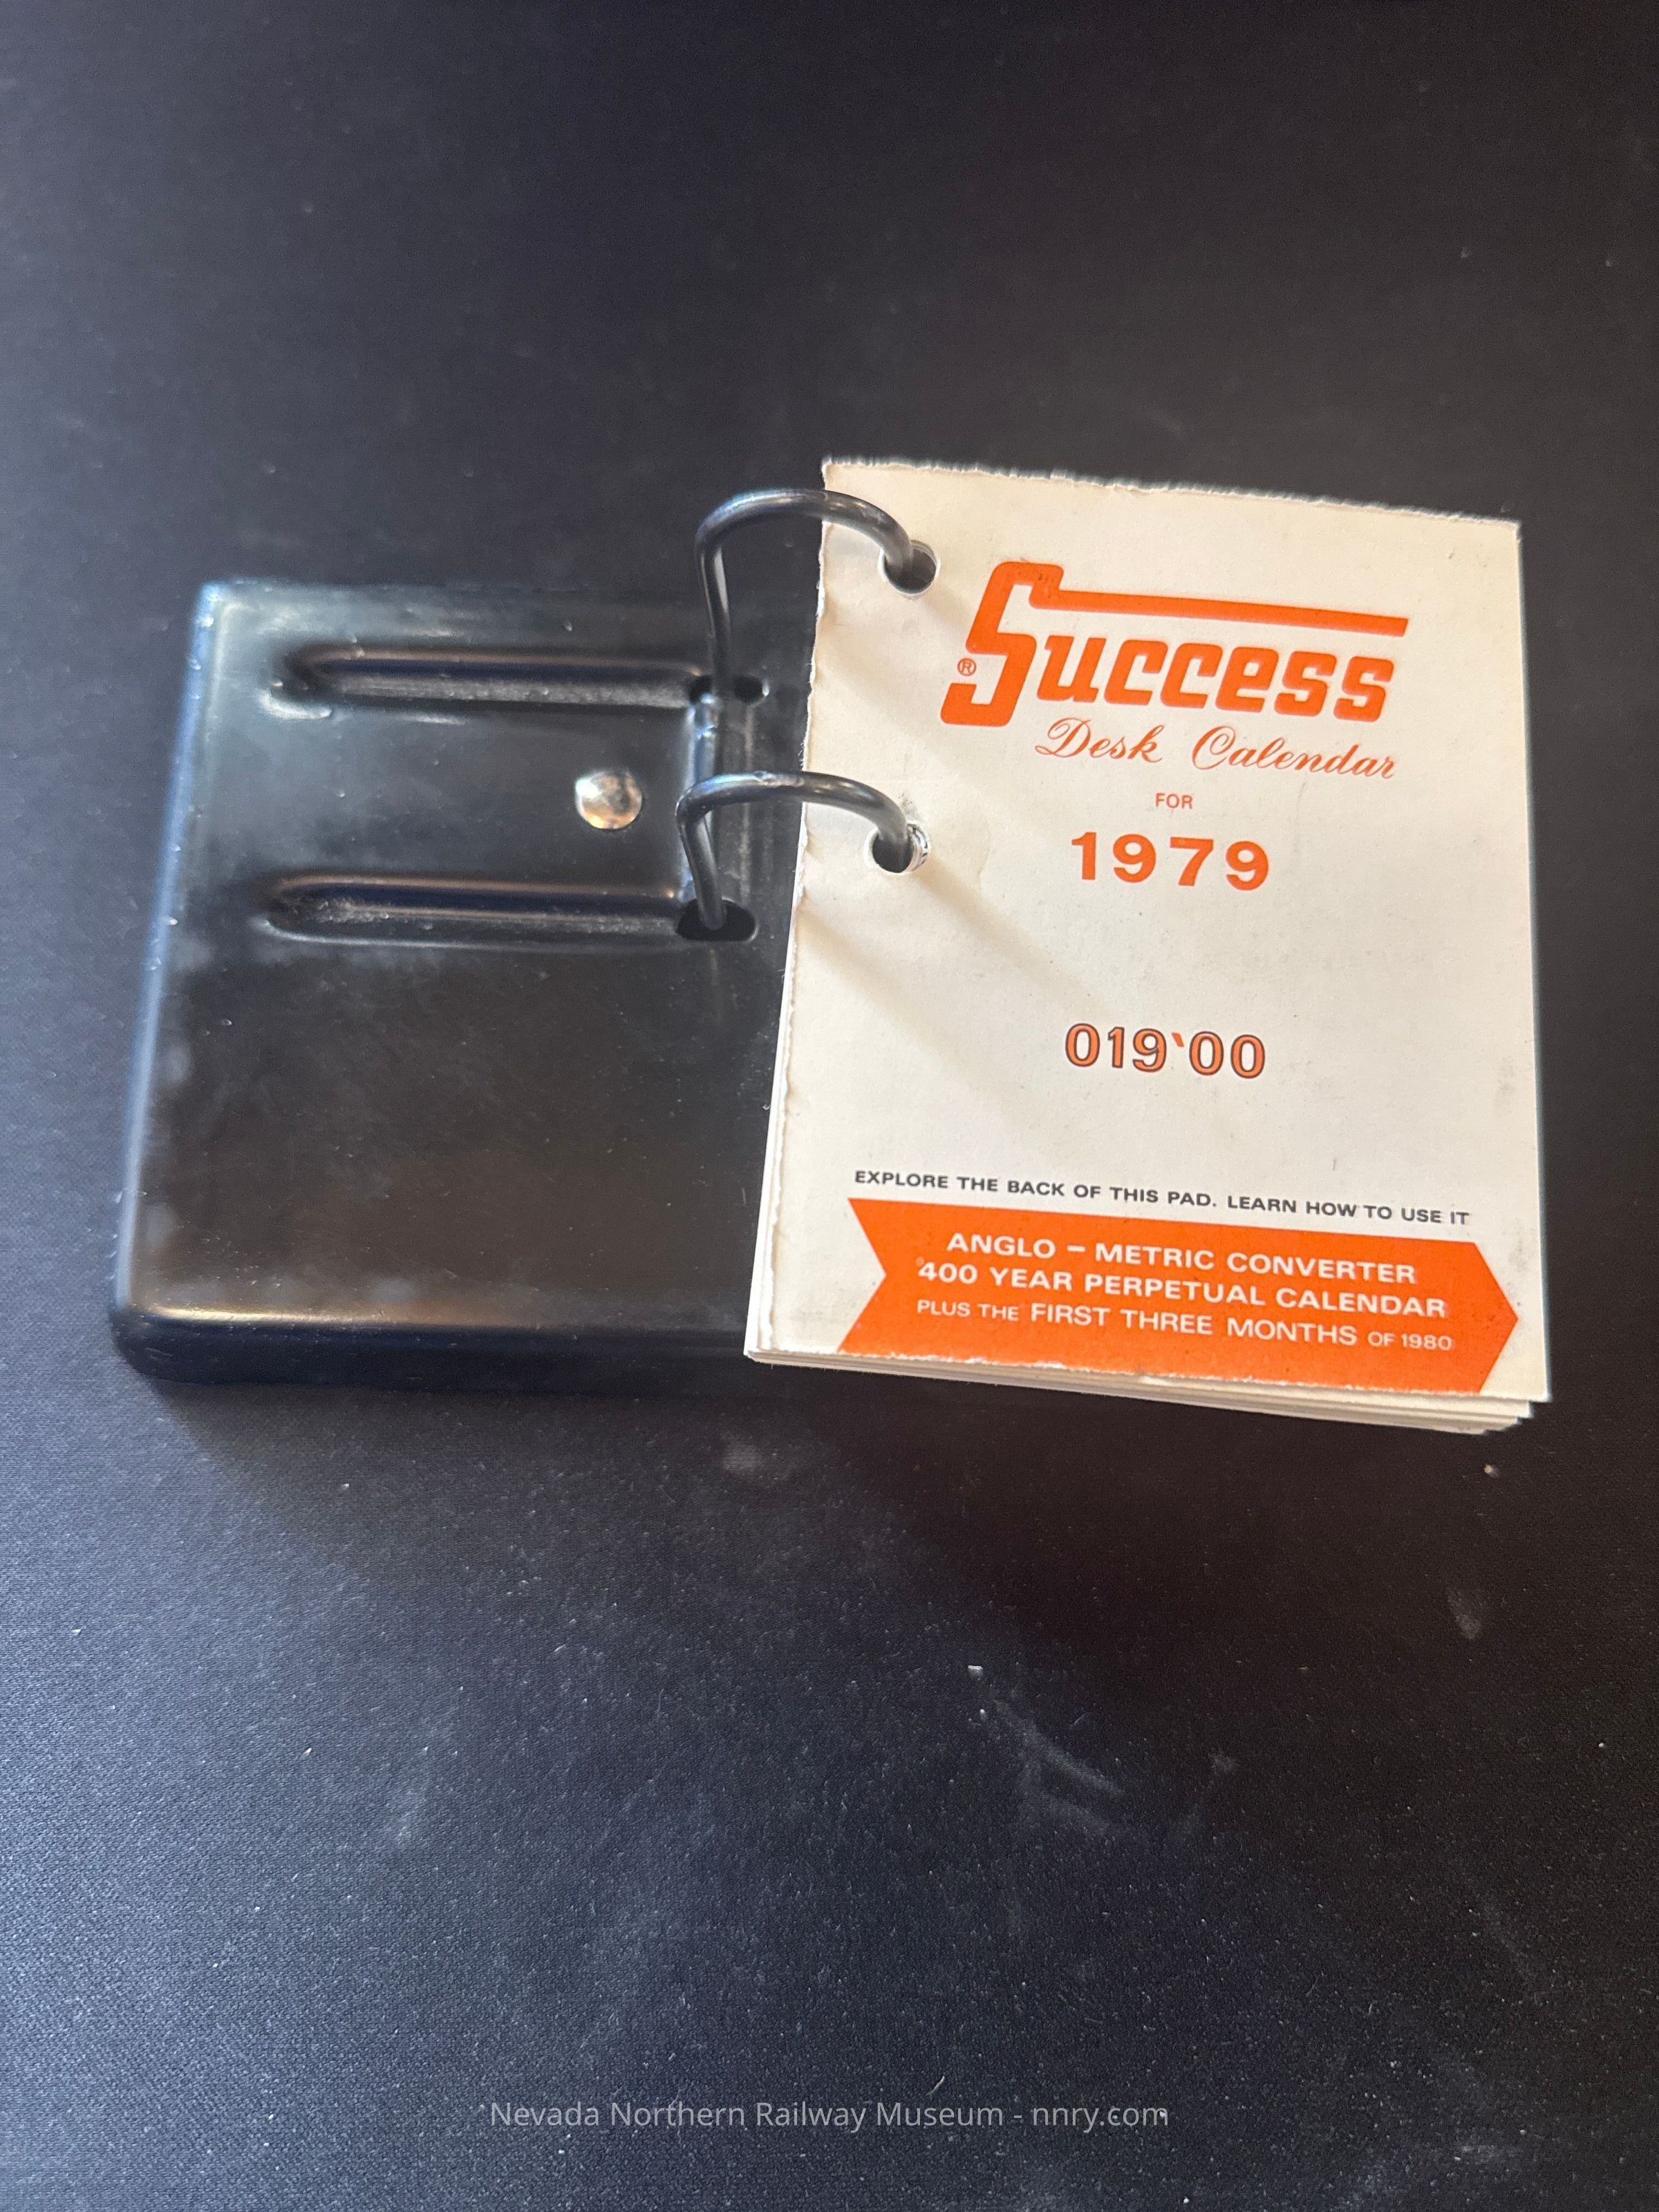 Success
®
Desk Calendar
FOR
1979
019'00
EXPLORE THE BACK OF THIS PAD. LEARN HOW TO USE IT
ANGLO – METRIC CONVERTER
400 YEAR PERPETUAL CALENDAR
PLUS THE FIRST THREE MONTHS OF 1980
Nevada Northern Railway Museum - nnry.com